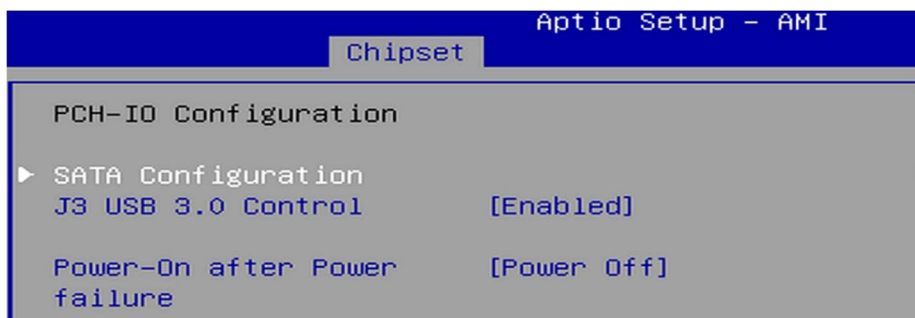 Aptio Setup – AMI
Chipset
PCH-IO Configuration
SATA Configuration
J3 USB 3.0 Control [Enabled]
Power-On after Power [Power Off]
failure